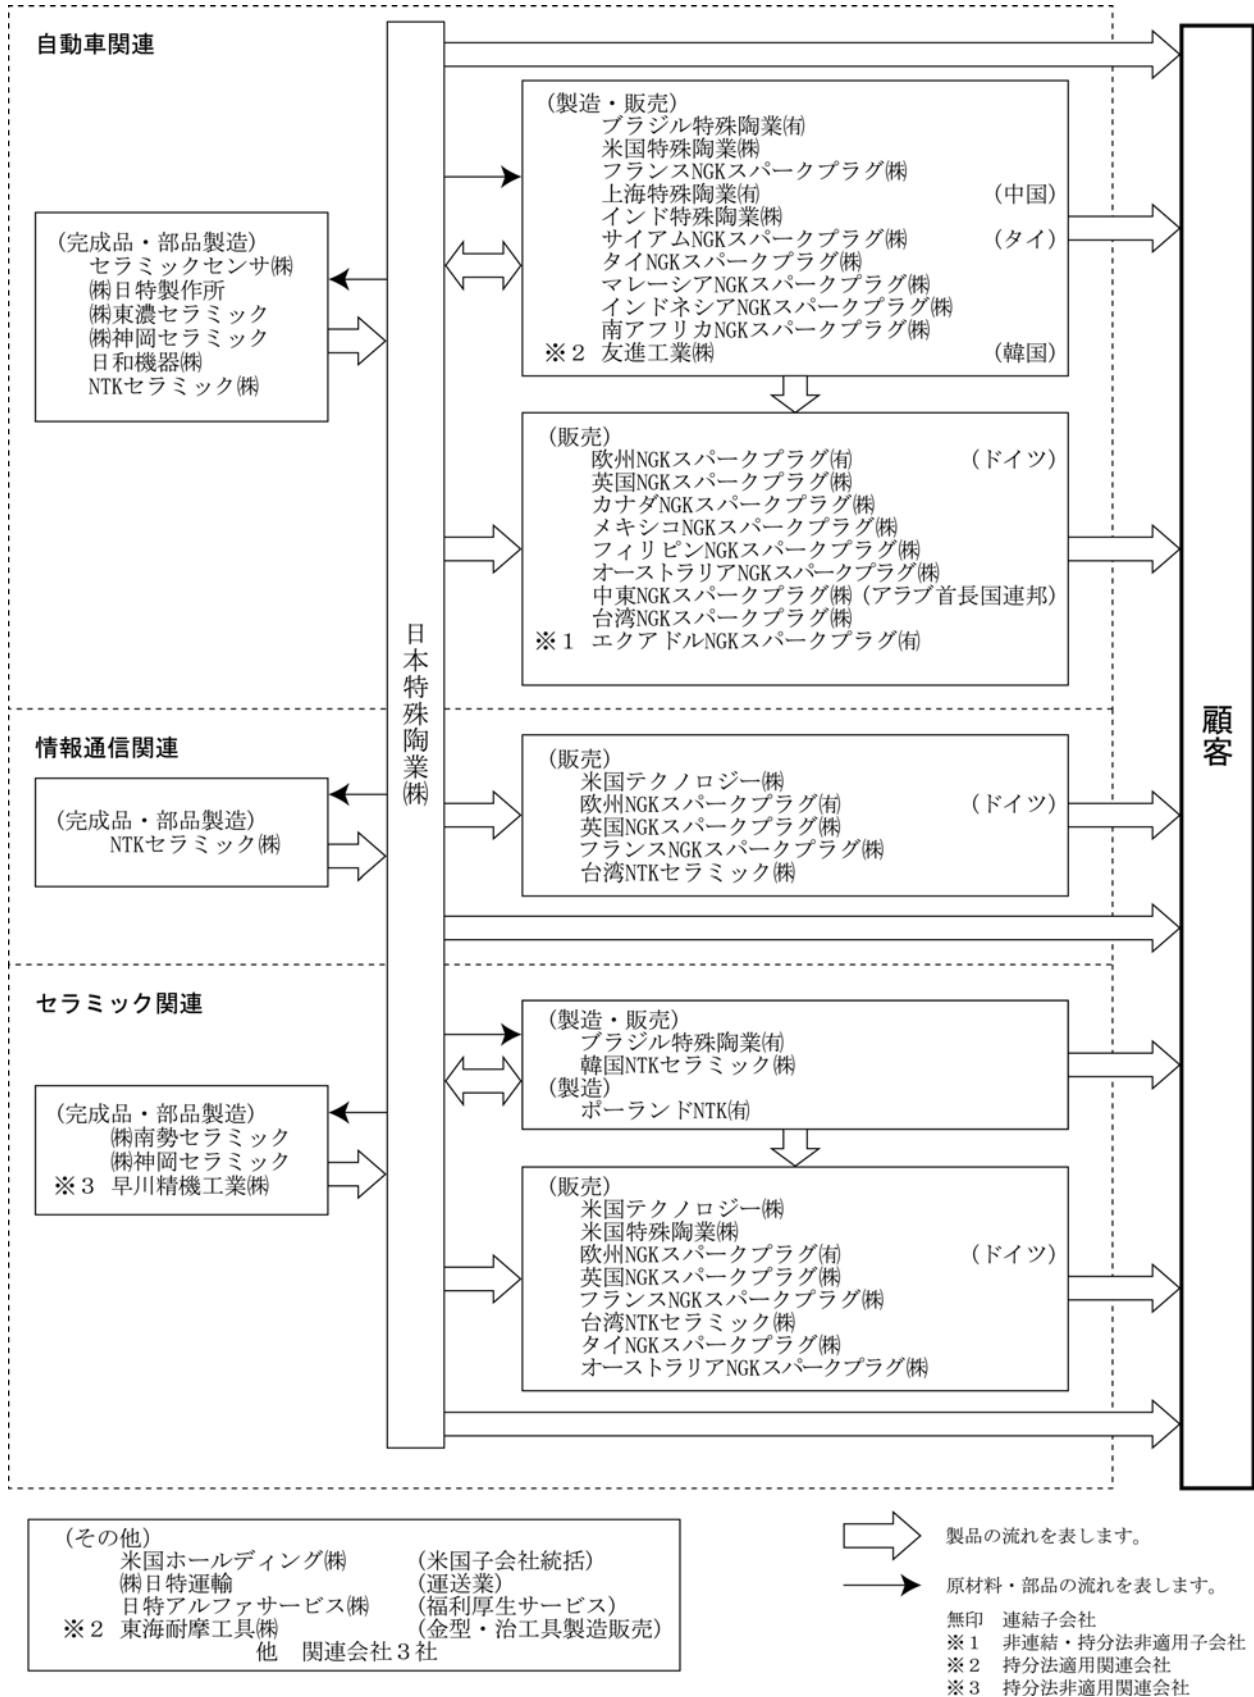 自動車関連
(完成品・部品製造)
セラミックセンサ㈱
㈱日特製作所
㈱東濃セラミック
㈱神岡セラミック
日和機器㈱
NTKセラミック㈱
日本特殊陶業㈱
(製造・販売)
ブラジル特殊陶業㈲
米国特殊陶業㈱
フランスNGKスパークプラグ㈱
上海特殊陶業㈲ (中国)
インド特殊陶業㈱
サイアムNGKスパークプラグ㈱ (タイ)
タイNGKスパークプラグ㈱
マレーシアNGKスパークプラグ㈱
インドネシアNGKスパークプラグ㈱
南アフリカNGKスパークプラグ㈱
※2 友進工業㈱ (韓国)
(販売)
欧州NGKスパークプラグ㈲ (ドイツ)
英国NGKスパークプラグ㈱
カナダNGKスパークプラグ㈱
メキシコNGKスパークプラグ㈱
フィリピンNGKスパークプラグ㈱
オーストラリアNGKスパークプラグ㈱
中東NGKスパークプラグ㈱ (アラブ首長国連邦)
台湾NGKスパークプラグ㈱
※1 エクアドルNGKスパークプラグ㈲
顧客
情報通信関連
(完成品・部品製造)
NTKセラミック㈱
(販売)
米国テクノロジー㈱
欧州NGKスパークプラグ㈲ (ドイツ)
英国NGKスパークプラグ㈱
フランスNGKスパークプラグ㈱
台湾NTKセラミック㈱
セラミック関連
(完成品・部品製造)
㈱南勢セラミック
㈱神岡セラミック
※3 早川精機工業㈱
(製造・販売)
ブラジル特殊陶業㈲
韓国NTKセラミック㈱
(製造)
ポーランドNTK㈲
(販売)
米国テクノロジー㈱
米国特殊陶業㈱
欧州NGKスパークプラグ㈲ (ドイツ)
英国NGKスパークプラグ㈱
フランスNGKスパークプラグ㈱
台湾NTKセラミック㈱
タイNGKスパークプラグ㈱
オーストラリアNGKスパークプラグ㈱
(その他)
米国ホールディング㈱ (米国子会社統括)
㈱日特運輸 (運送業)
日特アルファサービス㈱ (福利厚生サービス)
※2 東海耐摩工具㈱ (金型・治工具製造販売)
他 関連会社3社
製品の流れを表します。
原材料・部品の流れを表します。
無印 連結子会社
※1 非連結・持分法非適用子会社
※2 持分法適用関連会社
※3 持分法非適用関連会社